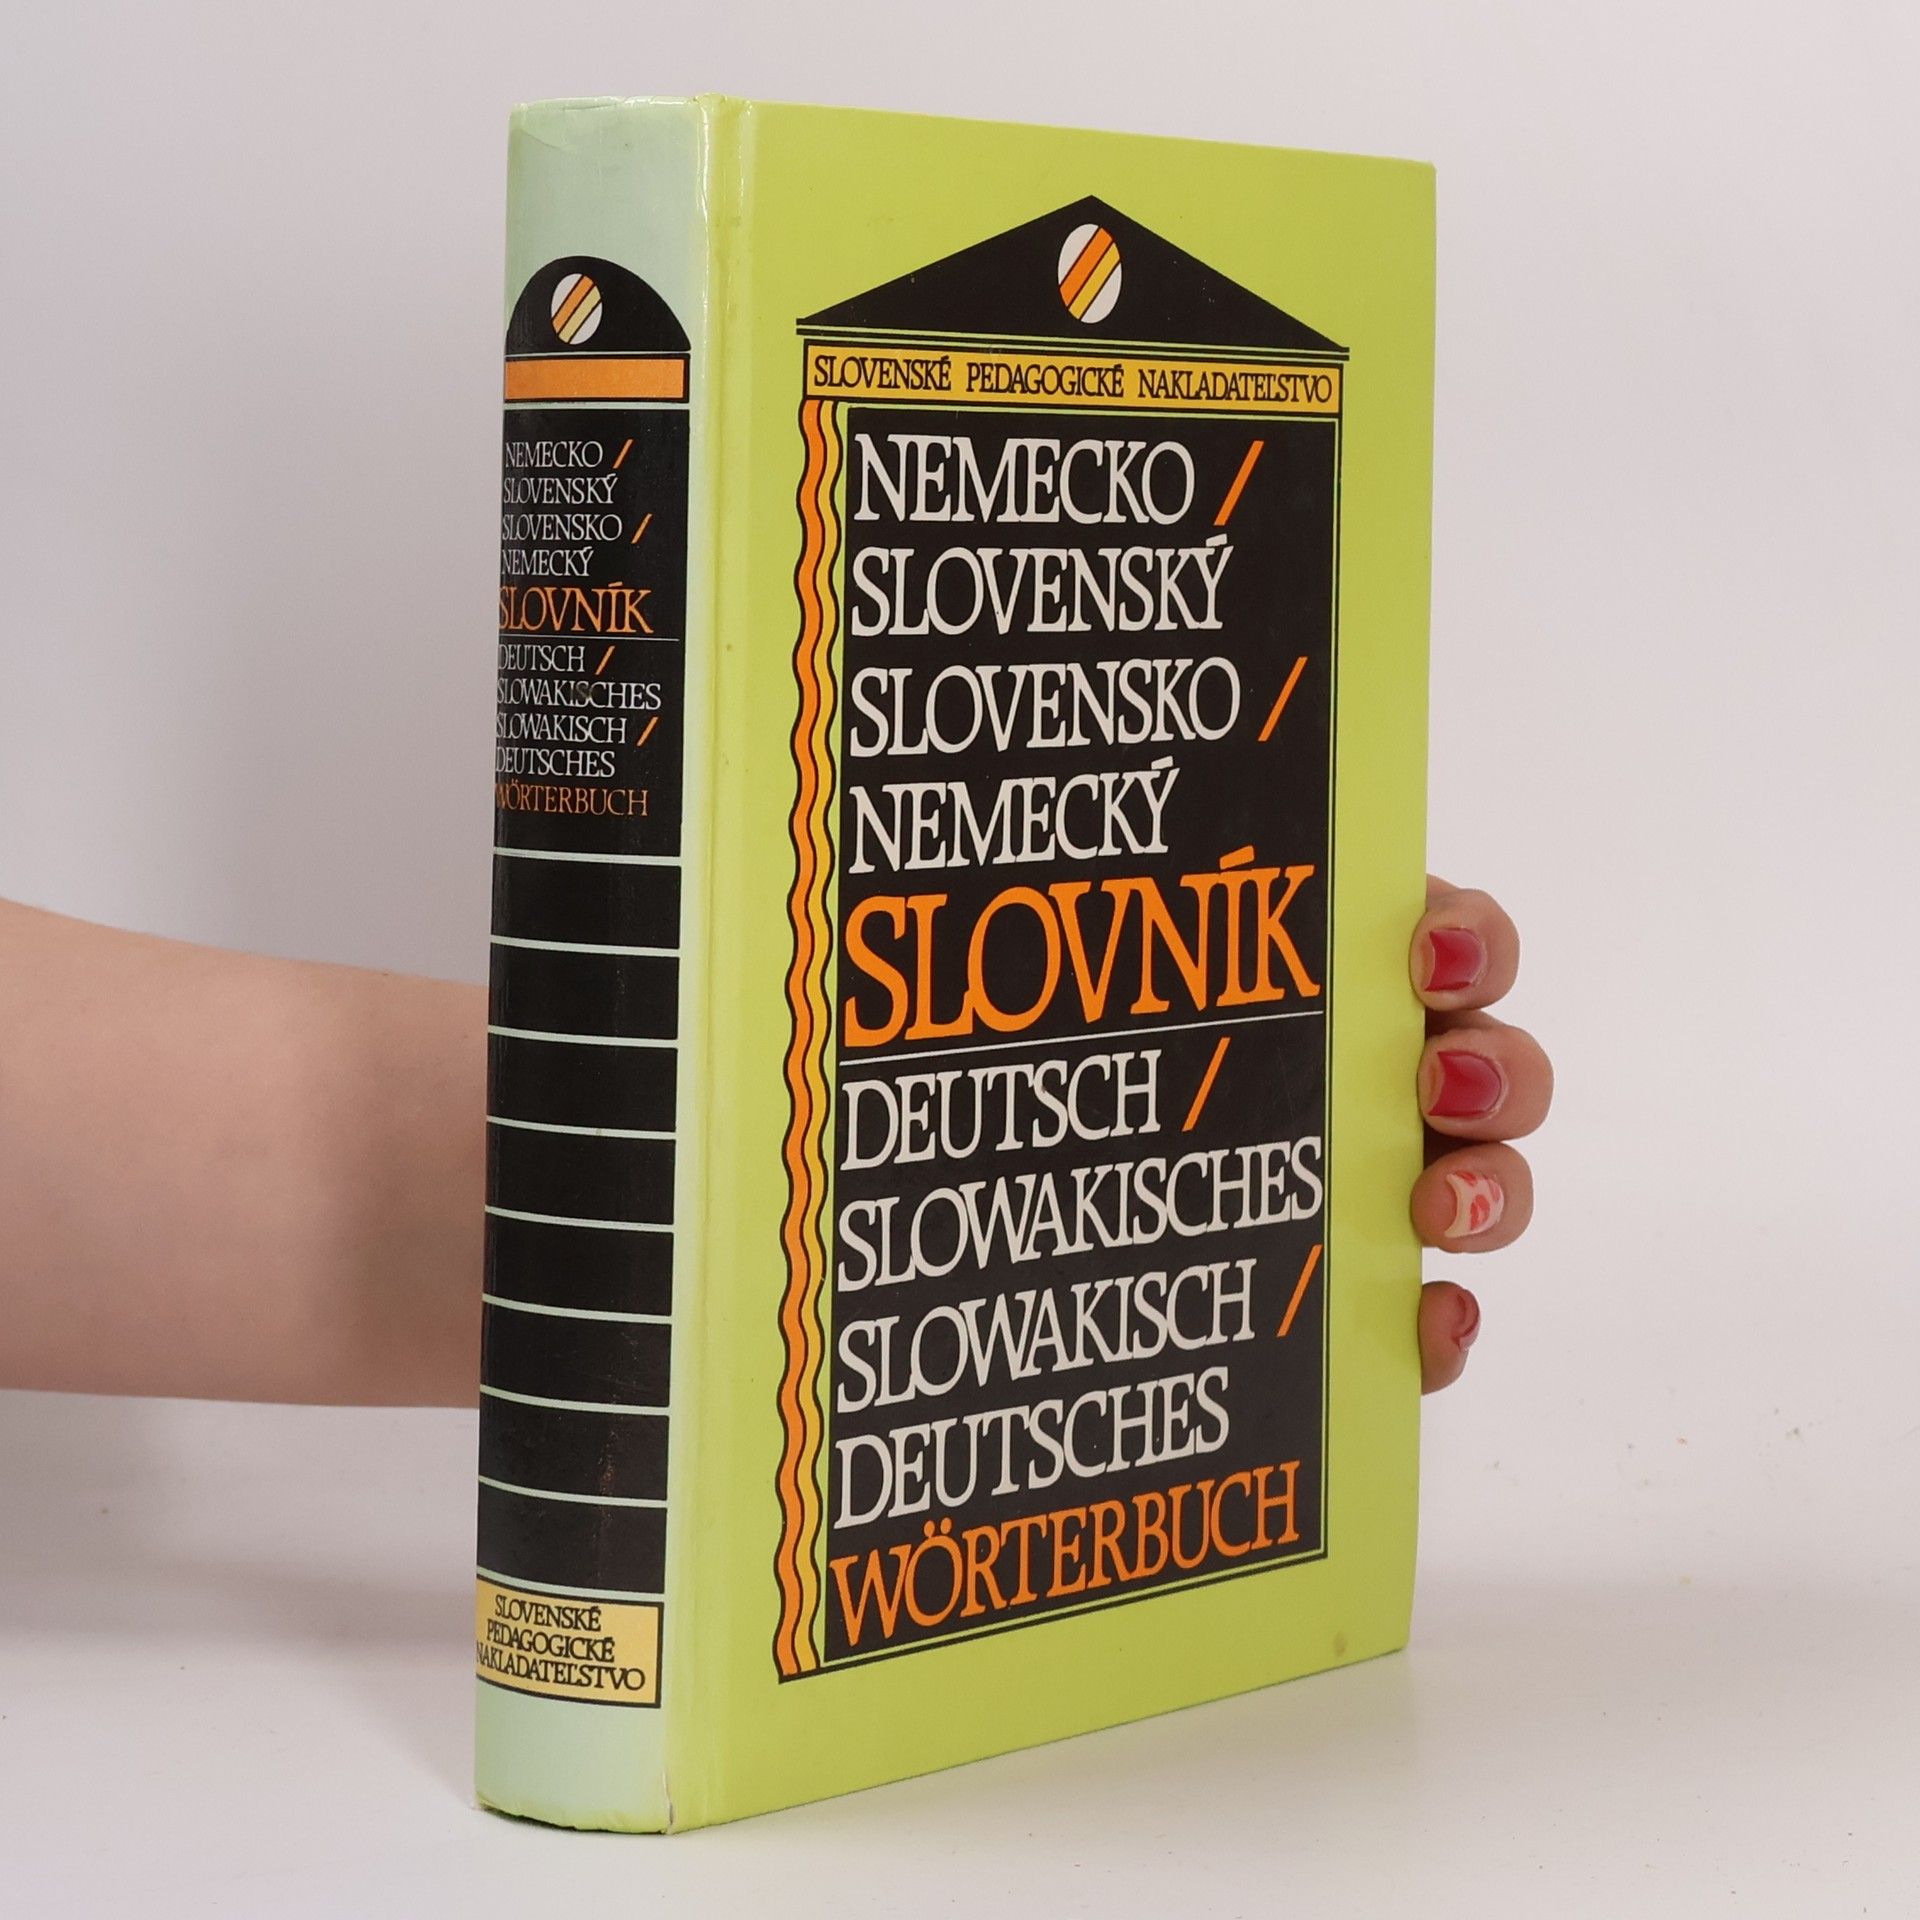 NEMECKO /
SLOVENSKÝ
SLOVENSKO /
NEMECKÝ
SLOVNÍK
DEUTSCH /
SLOWAKISCHES
SLOWAKISCH /
DEUTSCHES
WÖRTERBUCH
SLOVENSKÉ
PEDAGOGICKÉ
NAKLADATEĽSTVO
SLOVENSKÉ PEDAGOGICKÉ NAKLADATEĽSTVO
NEMECKO /
SLOVENSKÝ
SLOVENSKO /
NEMECKÝ
SLOVNÍK
DEUTSCH /
SLOWAKISCHES
SLOWAKISCH /
DEUTSCHES
WÖRTERBUCH